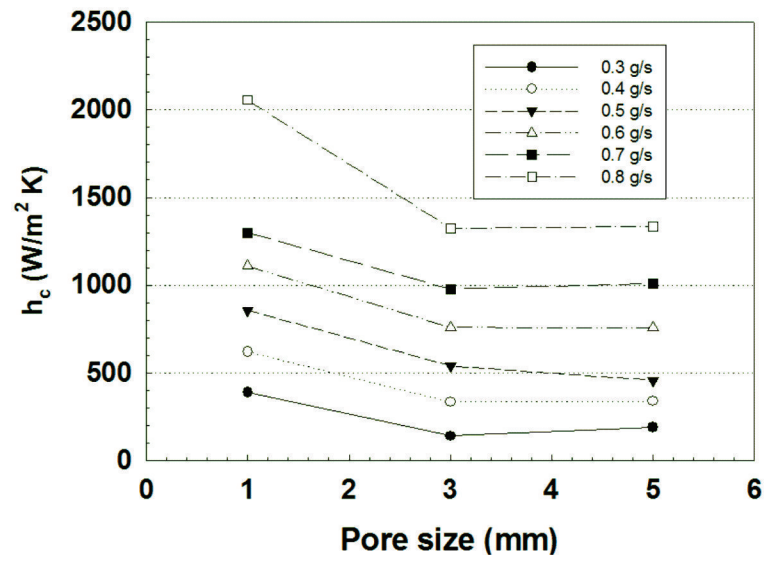 2500
2000
1500
1000
500
0
0 1 2 3 4 5 6
hc (W/m² K)
Pore size (mm)
0.3 g/s
0.4 g/s
0.5 g/s
0.6 g/s
0.7 g/s
0.8 g/s